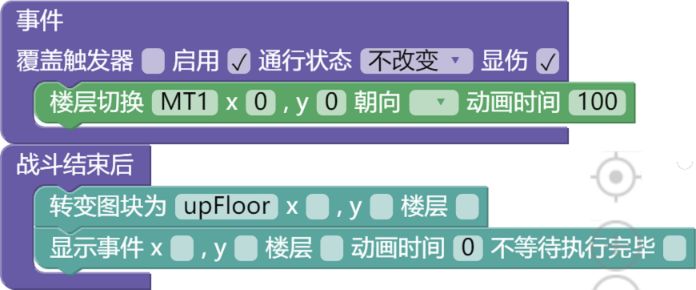 事件
覆盖触发器 启用 ✓ 通行状态 不改变 显伤 ✓
楼层切换 MT1 x 0 , y 0 朝向 动画时间 100
战斗结束后
转变图块为 upFloor x , y 楼层
显示事件 x , y 楼层 动画时间 0 不等待执行完毕